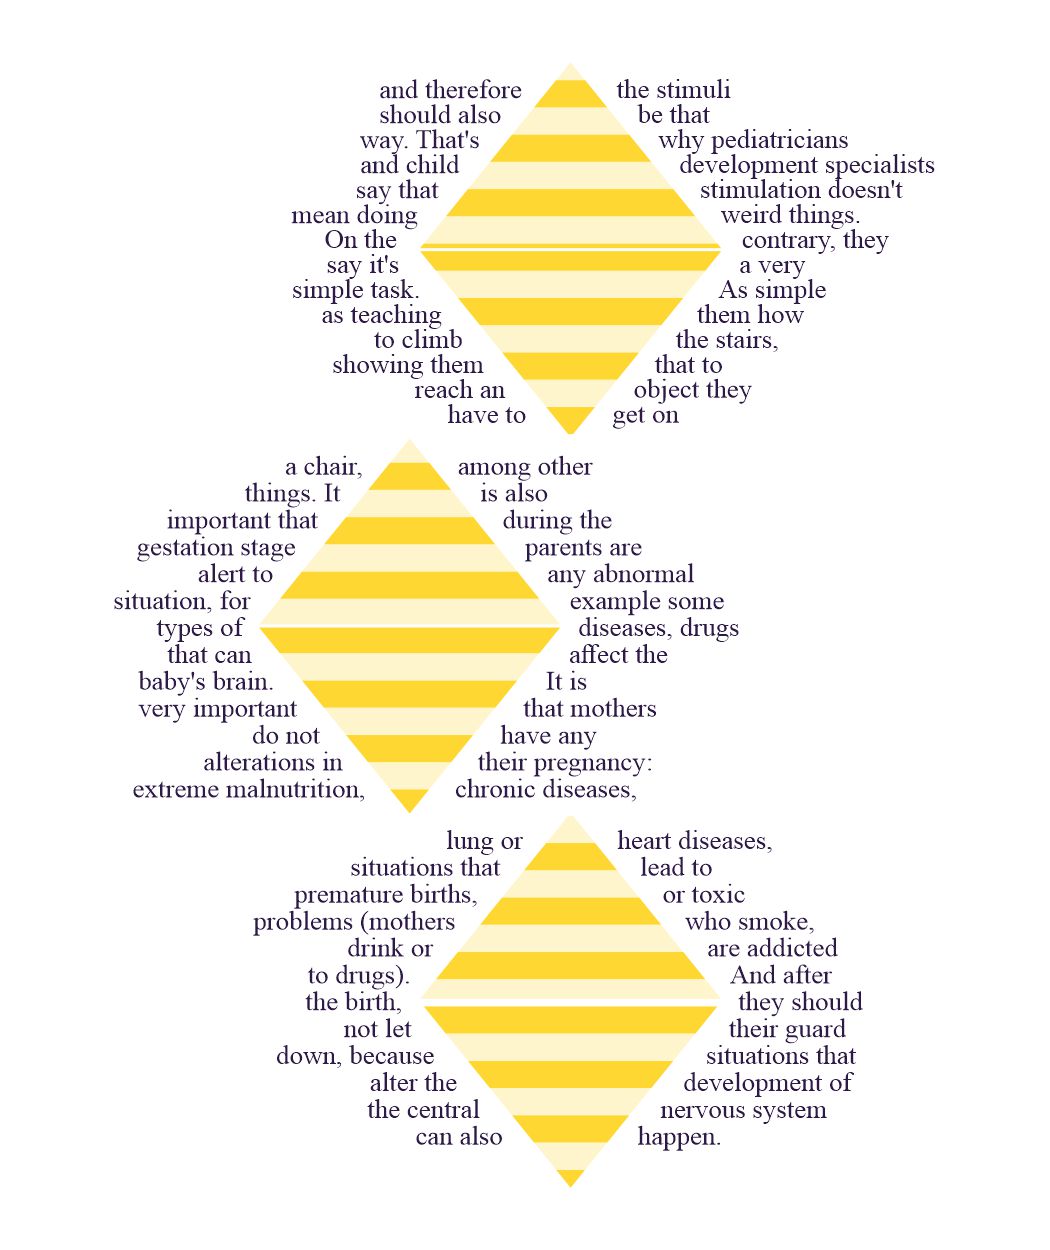 and therefore the stimuli
should also be that
way. That's why pediatricians
and child development specialists
say that stimulation doesn't
mean doing weird things.
On the contrary, they
say it's a very
simple task. As simple
as teaching them how
to climb the stairs,
showing them that to
reach an object they
have to get on
a chair, among other
things. It is also
important that during the
gestation stage parents are
alert to any abnormal
situation, for example some
types of diseases, drugs
that can affect the
baby's brain. It is
very important that mothers
do not have any
alterations in their pregnancy:
extreme malnutrition, chronic diseases,
lung or heart diseases,
situations that lead to
premature births, or toxic
problems (mothers who smoke,
drink or are addicted
to drugs). And after
the birth, they should
not let their guard
down, because situations that
alter the development of
the central nervous system
can also happen.